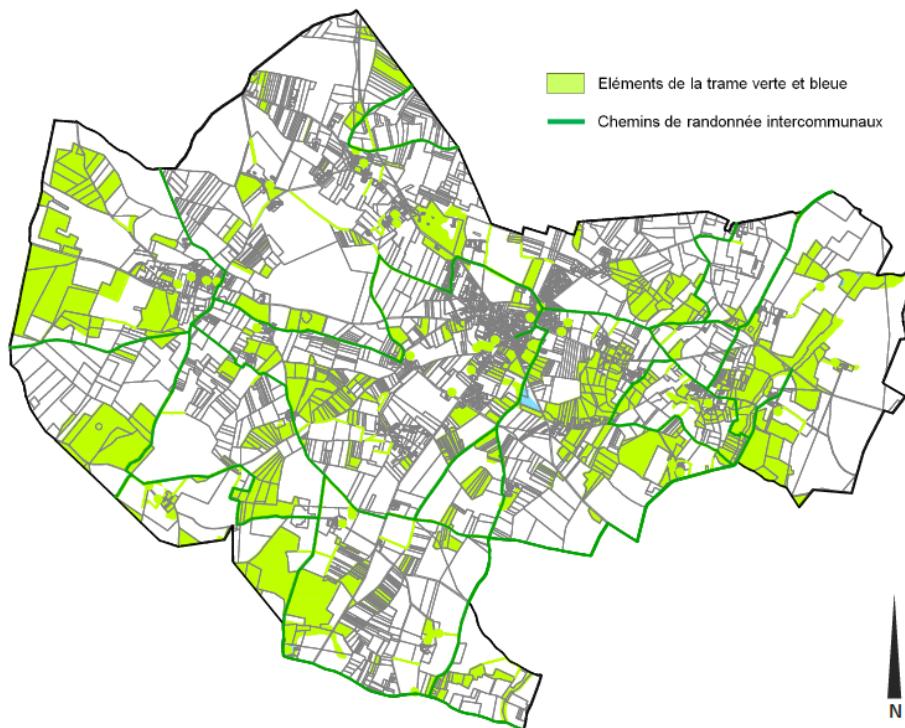 Eléments de la trame verte et bleue
Chemins de randonnée intercommunaux
N